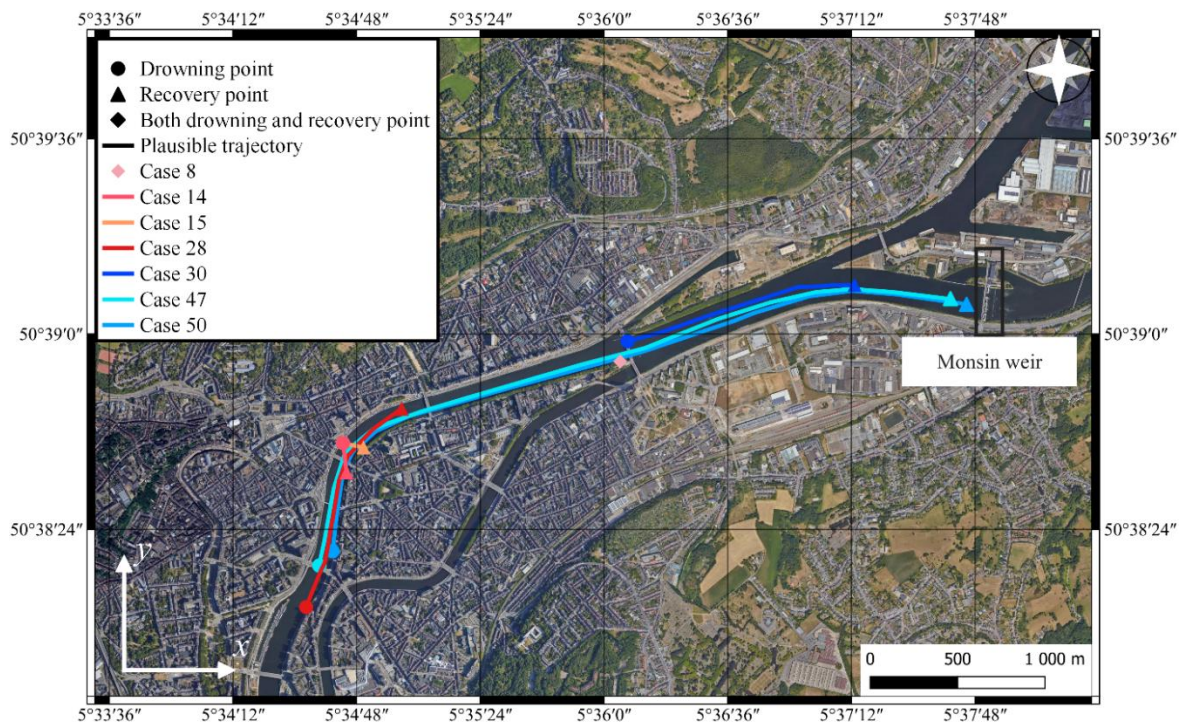 5°33′36″ 5°34′12″ 5°34′48″ 5°35′24″ 5°36′0″ 5°36′36″ 5°37′12″ 5°37′48″
Drowning point
Recovery point
Both drowning and recovery point
Plausible trajectory
Case 8
Case 14
Case 15
Case 28
Case 30
Case 47
Case 50
50°39′36″ 50°39′36″
50°39′0″ 50°39′0″
Monsin weir
50°38′24″ 50°38′24″
y
x
0 500 1 000 m
5°33′36″ 5°34′12″ 5°34′48″ 5°35′24″ 5°36′0″ 5°36′36″ 5°37′12″ 5°37′48″